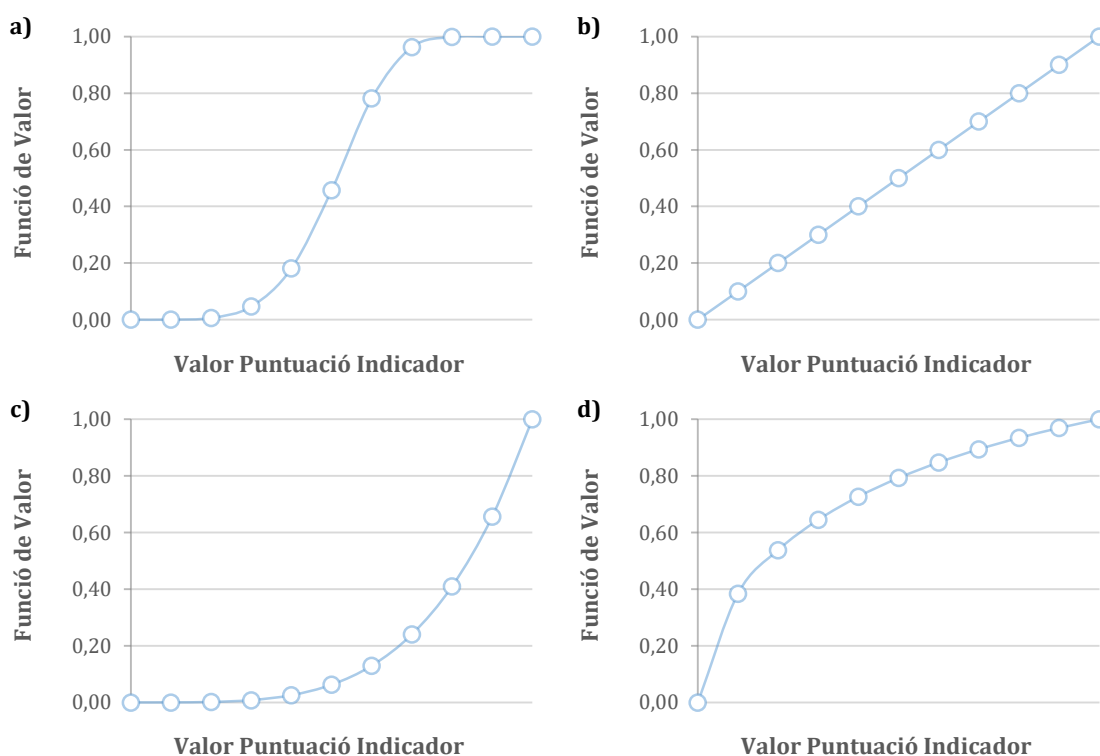 a)
1,00
0,80
0,60
0,40
0,20
0,00
Funció de Valor
Valor Puntuació Indicador
b)
1,00
0,80
0,60
0,40
0,20
0,00
Funció de Valor
Valor Puntuació Indicador
c)
1,00
0,80
0,60
0,40
0,20
0,00
Funció de Valor
Valor Puntuació Indicador
d)
1,00
0,80
0,60
0,40
0,20
0,00
Funció de Valor
Valor Puntuació Indicador